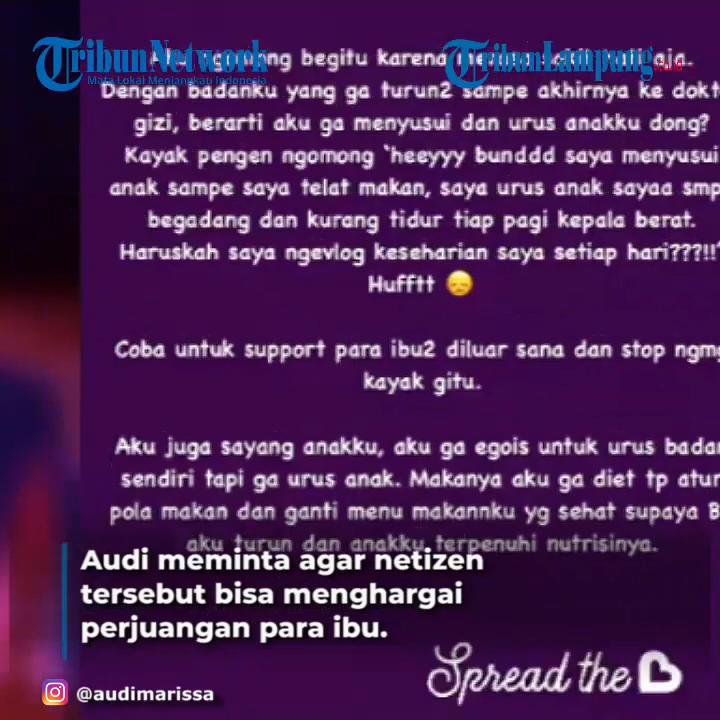 TribunNetwork
Mata Lokal Menjangkau Indonesia
TribunLampung
begitu karena
aja.
Dengan badanku yang ga turun2 sampe akhirnya ke dokt
gizi, berarti aku ga menyusui dan urus anakku dong?
Kayak pengen ngomong 'heeyyy bunddd saya menyusui
anak sampe saya telat makan, saya urus anak sayaa smp
begadang dan kurang tidur tiap pagi kepala berat.
Haruskah saya ngevlog keseharian saya setiap hari???!!'
Hufftt 😞
Coba untuk support para ibu2 diluar sana dan stop ngmg
kayak gitu.
Aku juga sayang anakku, aku ga egois untuk urus badan
sendiri tapi ga urus anak. Makanya aku ga diet tp atur
pola makan dan ganti menu makannku yg sehat supaya B
aku turun dan anakku terpenuhi nutrisinya.
Audi meminta agar netizen
tersebut bisa menghargai
perjuangan para ibu.
Spread the
@audimarissa